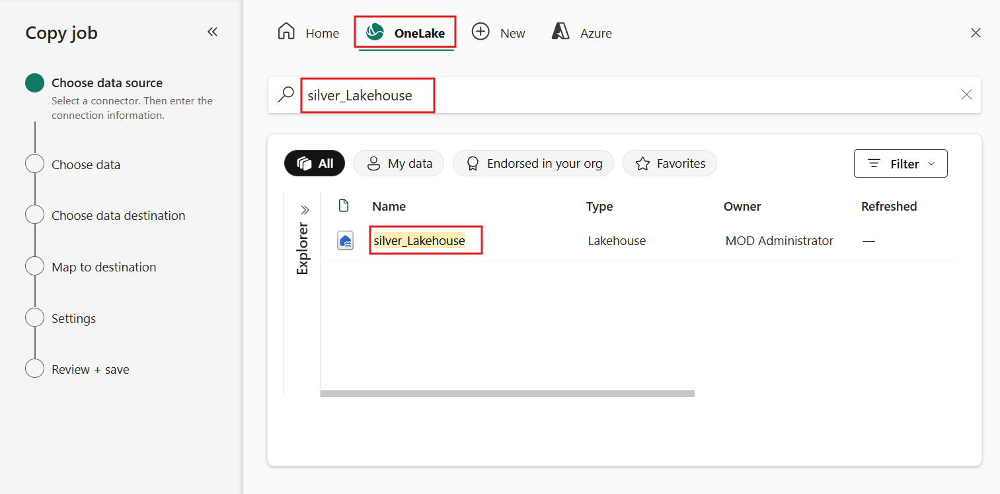 Copy job
Choose data source
Select a connector. Then enter the
connection information.
Choose data
Choose data destination
Map to destination
Settings
Review + save
Home
OneLake
New
Azure
silver_Lakehouse
All
My data
Endorsed in your org
Favorites
Filter
Explorer
Name
Type
Owner
Refreshed
silver_Lakehouse
Lakehouse
MOD Administrator
—